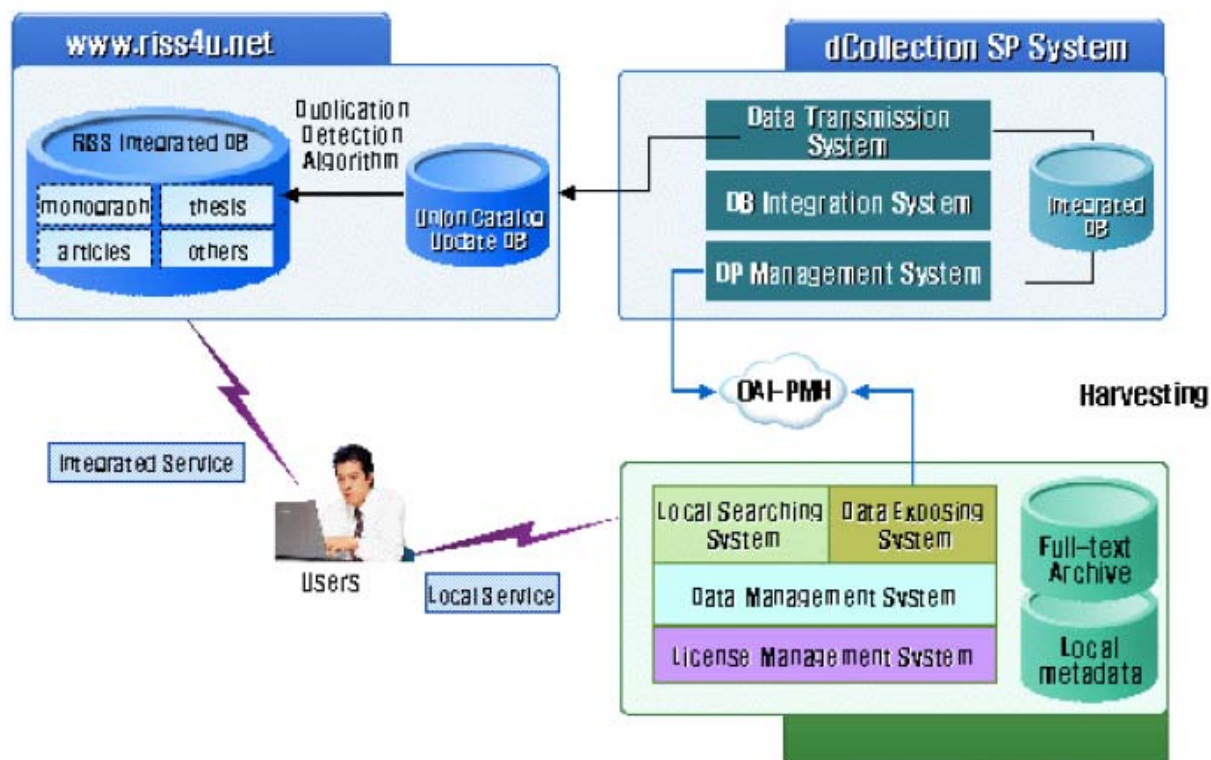 www.riss4u.net
RISS Integrated DB
monograph
thesis
articles
others
Duplication
Detection
Algorithm
Union Catalog
Update DB
dCollection SP System
Data Transmission
System
DB Integration System
DP Management System
Integrated
DB
OAI-PMH
Harvesting
Integrated Service
Users
Local Service
Local Searching
System
Data Exposing
System
Data Management System
License Management System
Full-text
Archive
Local
metadata